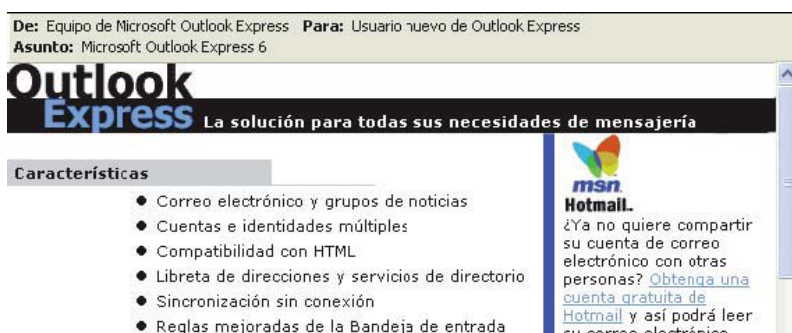 De: Equipo de Microsoft Outlook Express Para: Usuario nuevo de Outlook Express
Asunto: Microsoft Outlook Express 6
Outlook
Express La solución para todas sus necesidades de mensajería
Características
● Correo electrónico y grupos de noticias
● Cuentas e identidades múltiples
● Compatibilidad con HTML
● Libreta de direcciones y servicios de directorio
● Sincronización sin conexión
● Reglas mejoradas de la Bandeja de entrada
msn
Hotmail.
¿Ya no quiere compartir
su cuenta de correo
electrónico con otras
personas? Obtenga una
cuenta gratuita de
Hotmail y así podrá leer
su correo electrónico